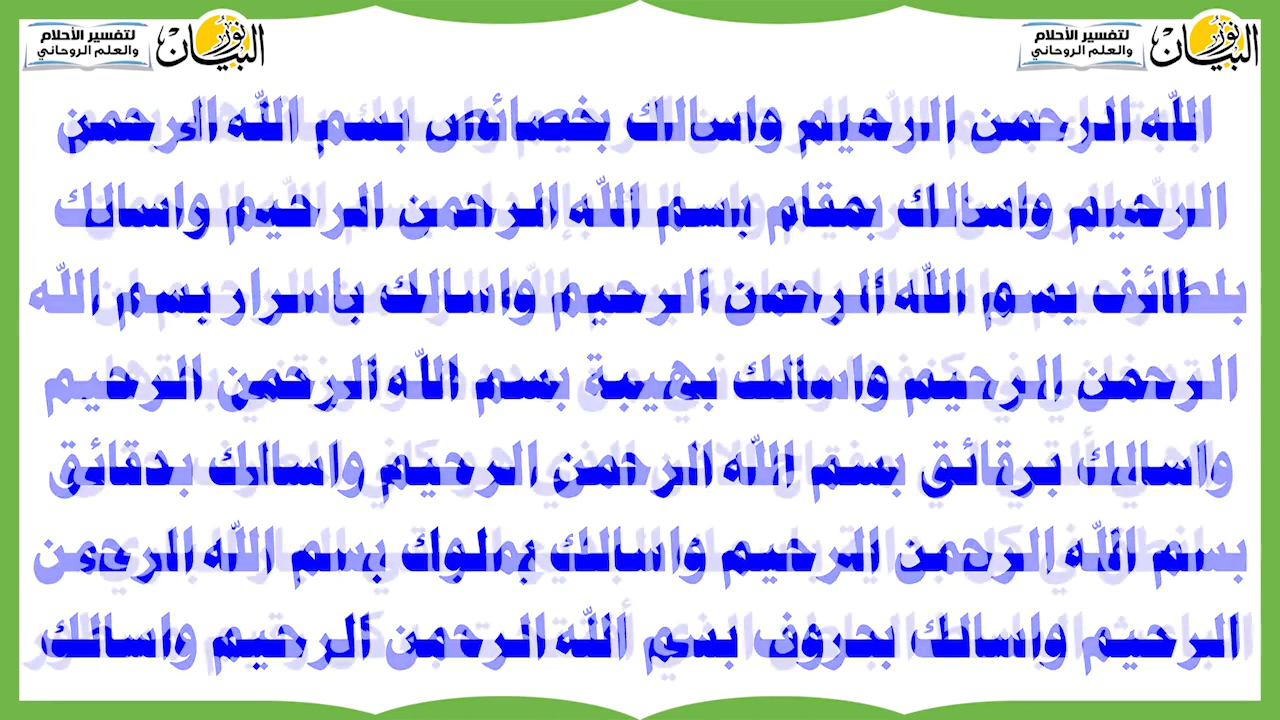 نور البيان
لتفسير الأحلام
والعلم الروحاني
نور البيان
لتفسير الأحلام
والعلم الروحاني
الله الرحمن الرحيم واسالك بخصائص بسم الله الرحمن
الرحيم واسالك بمقام بسم الله الرحمن الرحيم واسالك
بلطائف بسم الله الرحمن الرحيم واسالك باسرار بسم الله
الرحمن الرحيم واسالك بهيبة بسم الله الرحمن الرحيم
واسالك برقائق بسم الله الرحمن الرحيم واسالك بدقائق
بسم الله الرحمن الرحيم واسالك بملوك بسم الله الرحمن
الرحيم واسالك بحروف بسم الله الرحمن الرحيم واسالك